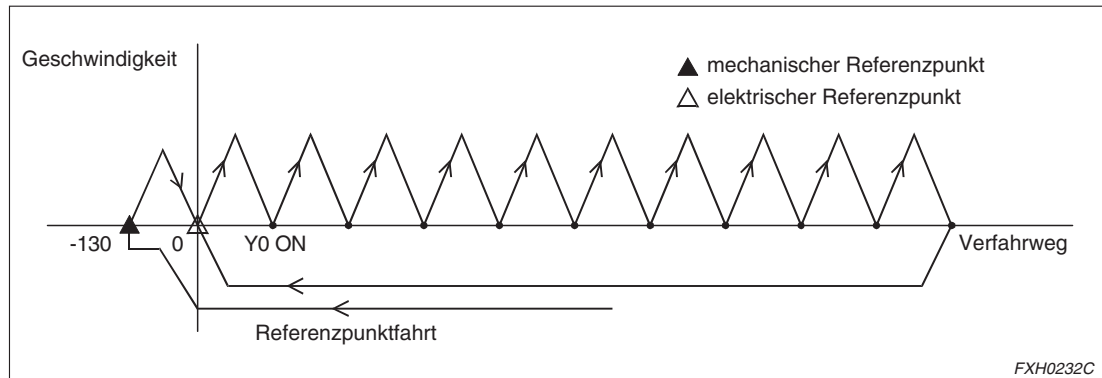 Geschwindigkeit
▲ mechanischer Referenzpunkt
△ elektrischer Referenzpunkt
-130
0
Y0 ON
Verfahrweg
Referenzpunktfahrt
FXH0232C